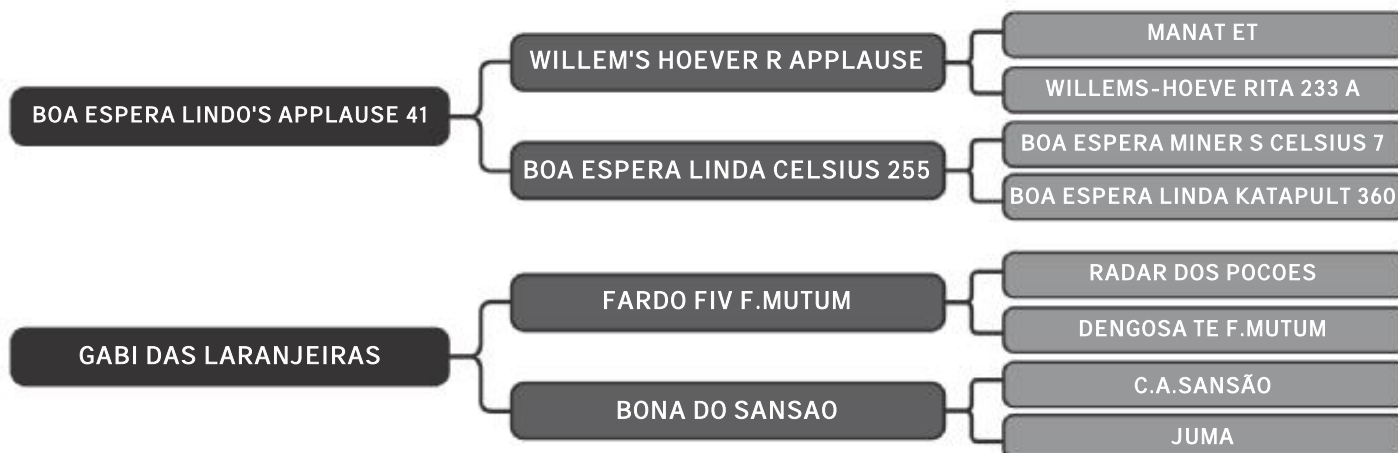 MANAT ET
WILLEM'S HOEVER R APPLAUSE
WILLEMS-HOEVE RITA 233 A
BOA ESPERA LINDO'S APPLAUSE 41
BOA ESPERA MINER S CELSIUS 7
BOA ESPERA LINDA CELSIUS 255
BOA ESPERA LINDA KATAPULT 360
RADAR DOS POCOES
FARDO FIV F.MUTUM
DENGOSA TE F.MUTUM
GABI DAS LARANJEIRAS
C.A.SANSÃO
BONA DO SANSAO
JUMA